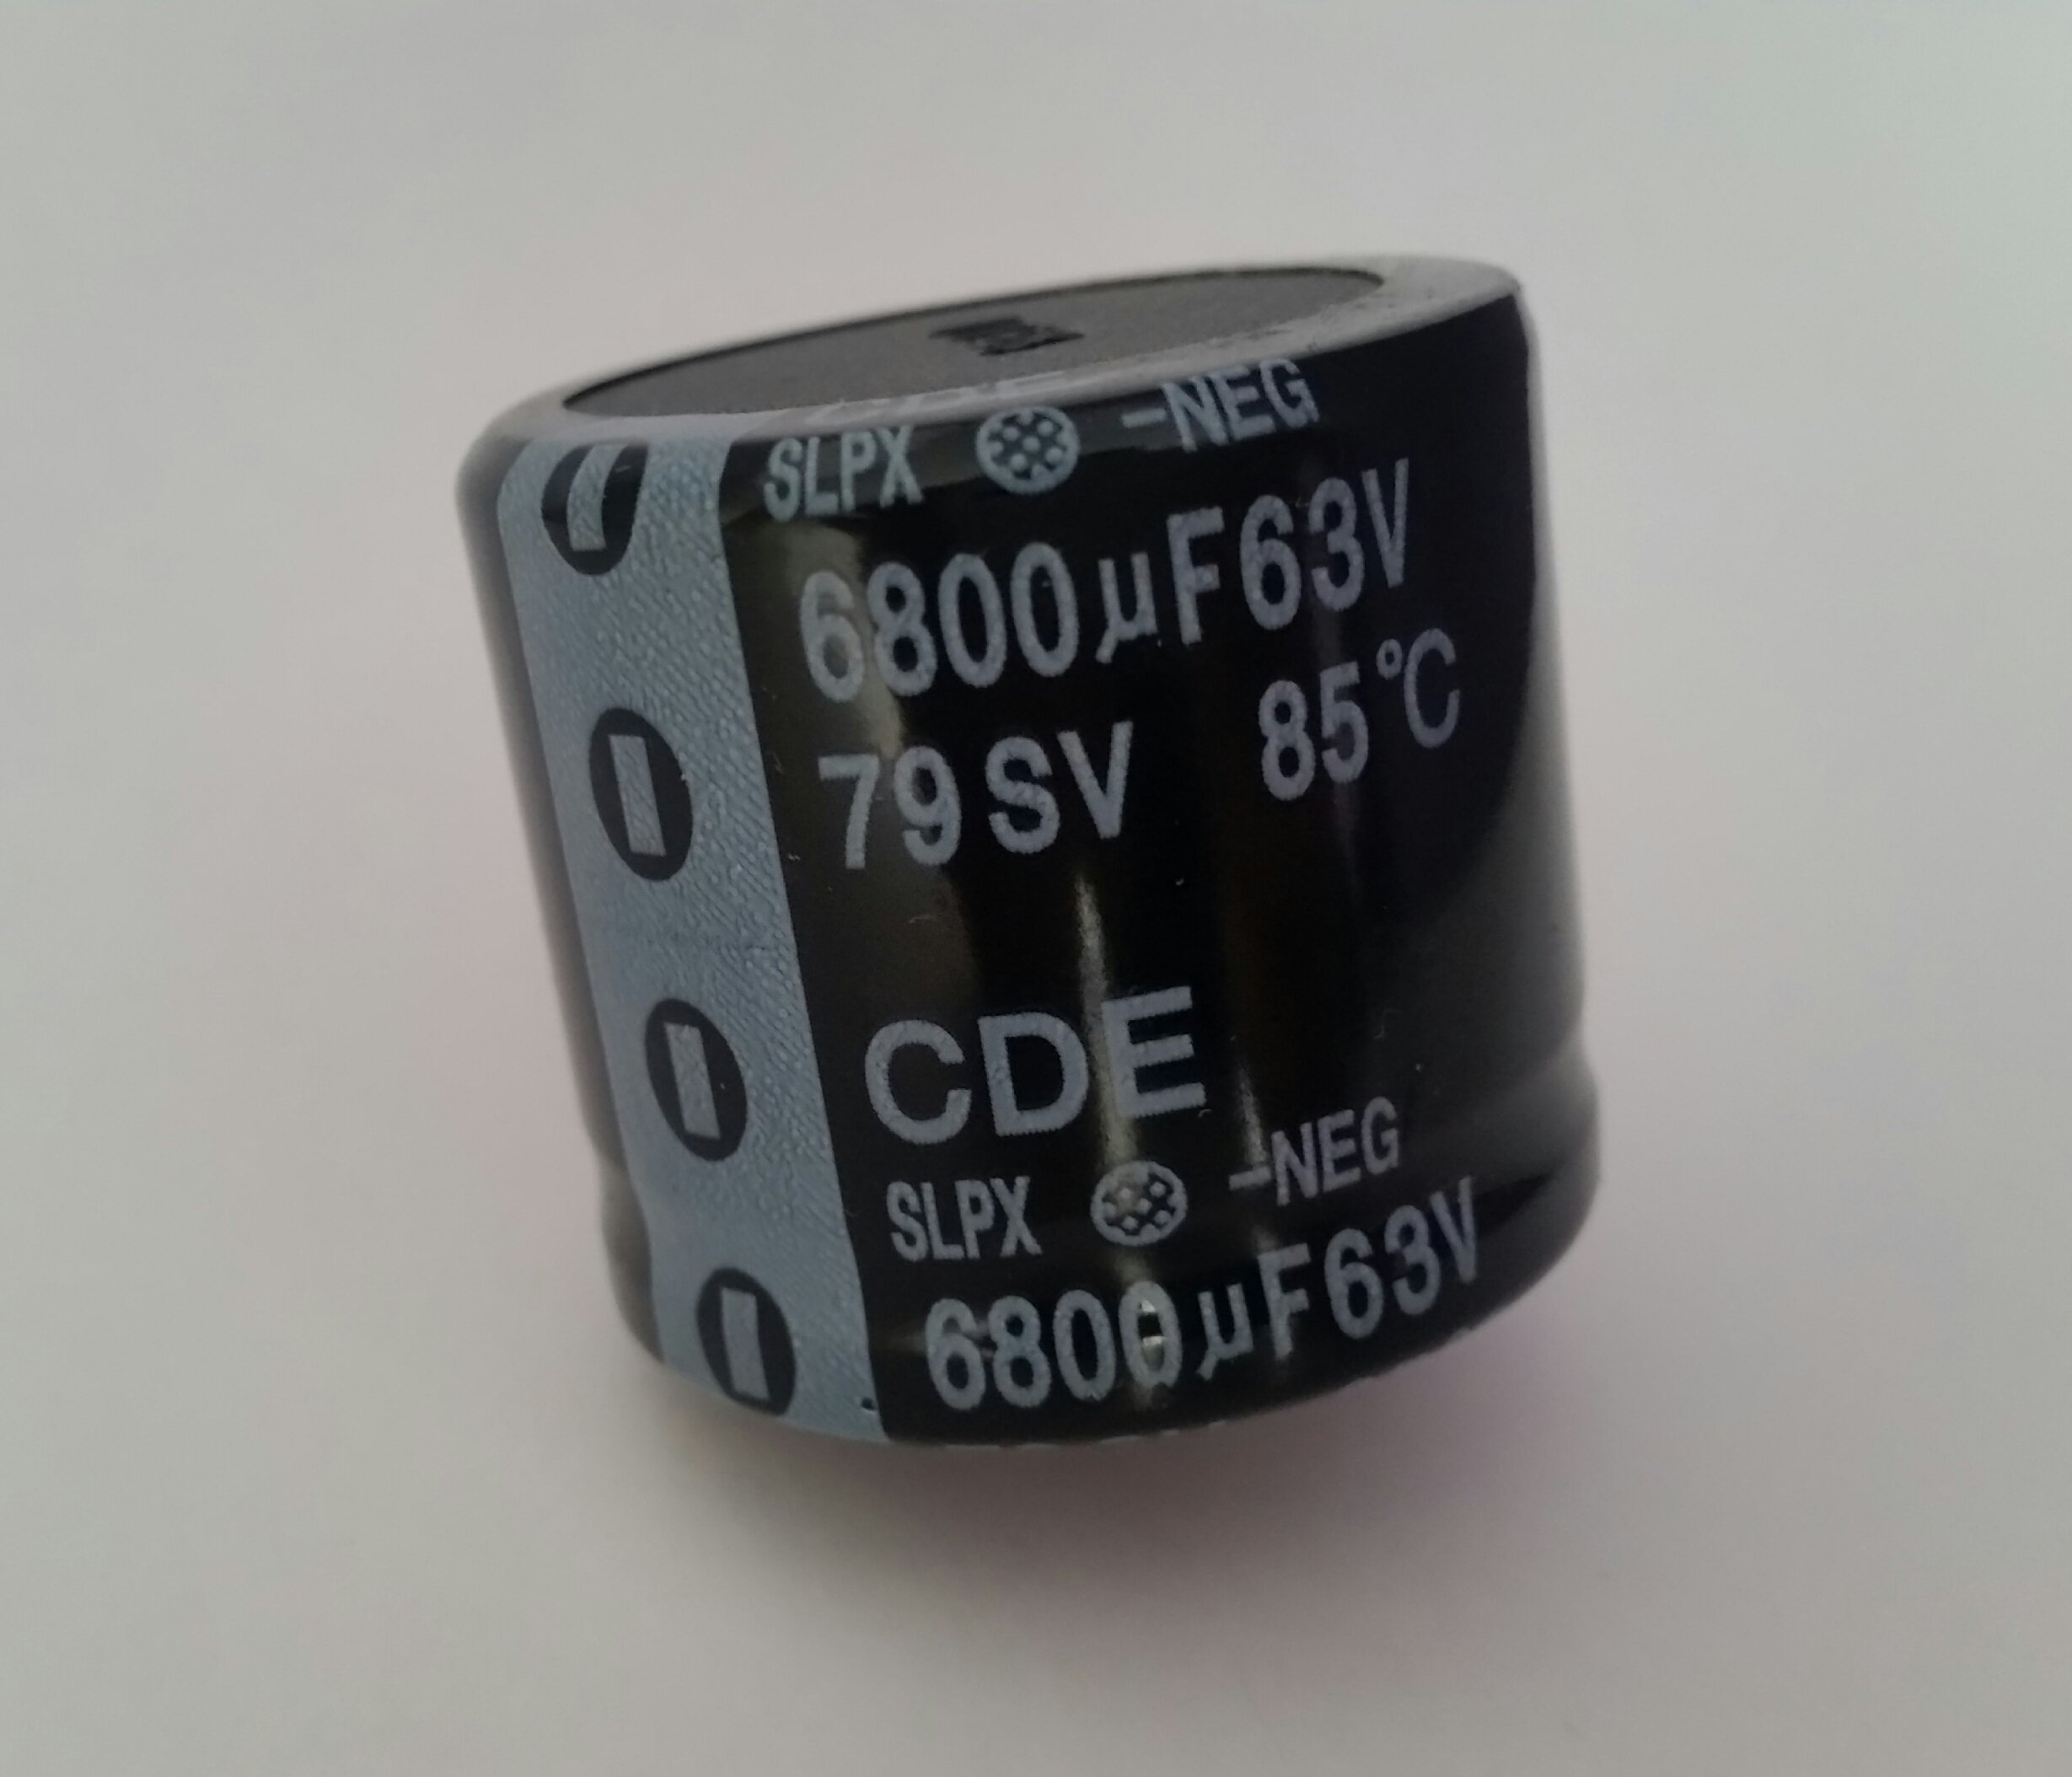 SLPX -NEG
6800µF63V
79SV 85℃
CDE
SLPX -NEG
6800µF63V